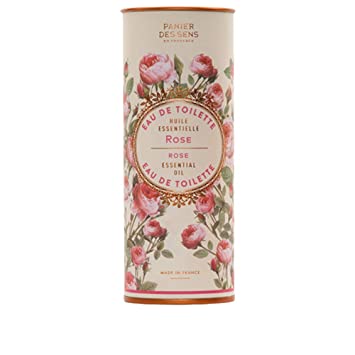 PANIER
DES SENS
EN PROVENCE
EAU DE TOILETTE
HUILE
ESSENTIELLE
ROSE
ROSE
ESSENTIAL
OIL
EAU DE TOILETTE
MADE IN FRANCE